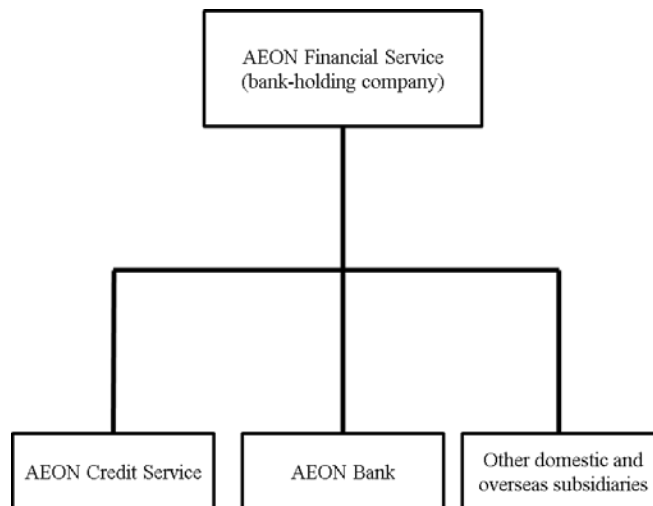 AEON Financial Service
(bank-holding company)
AEON Credit Service
AEON Bank
Other domestic and
overseas subsidiaries